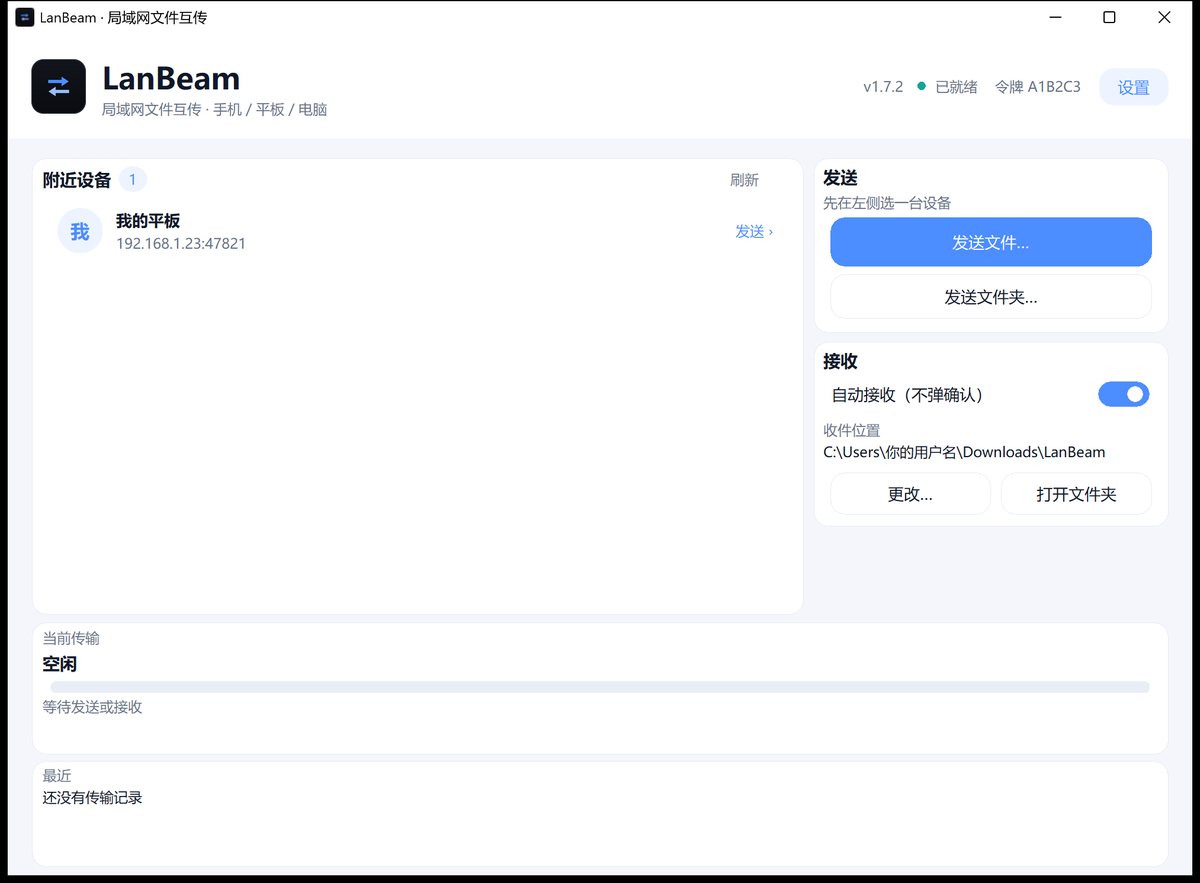 LanBeam · 局域网文件互传
LanBeam
局域网文件互传 · 手机 / 平板 / 电脑
v1.7.2 已就绪 令牌 A1B2C3 设置
附近设备 1 刷新
我
我的平板
192.168.1.23:47821
发送 ›
发送
先在左侧选一台设备
发送文件...
发送文件夹...
接收
自动接收（不弹确认）
收件位置
C:\Users\你的用户名\Downloads\LanBeam
更改... 打开文件夹
当前传输
空闲
等待发送或接收
最近
还没有传输记录